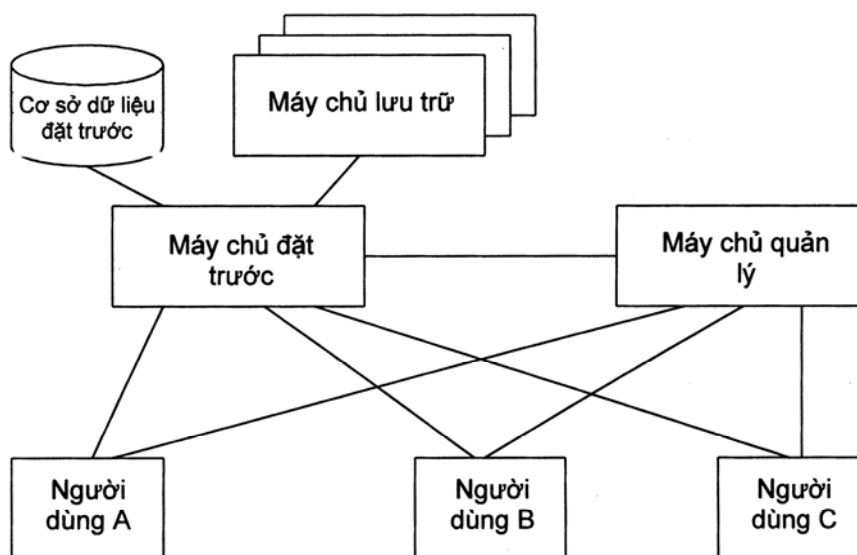 Cơ sở dữ liệu
đặt trước
Máy chủ lưu trữ
Máy chủ đặt
trước
Máy chủ quản
lý
Người
dùng A
Người
dùng B
Người
dùng C